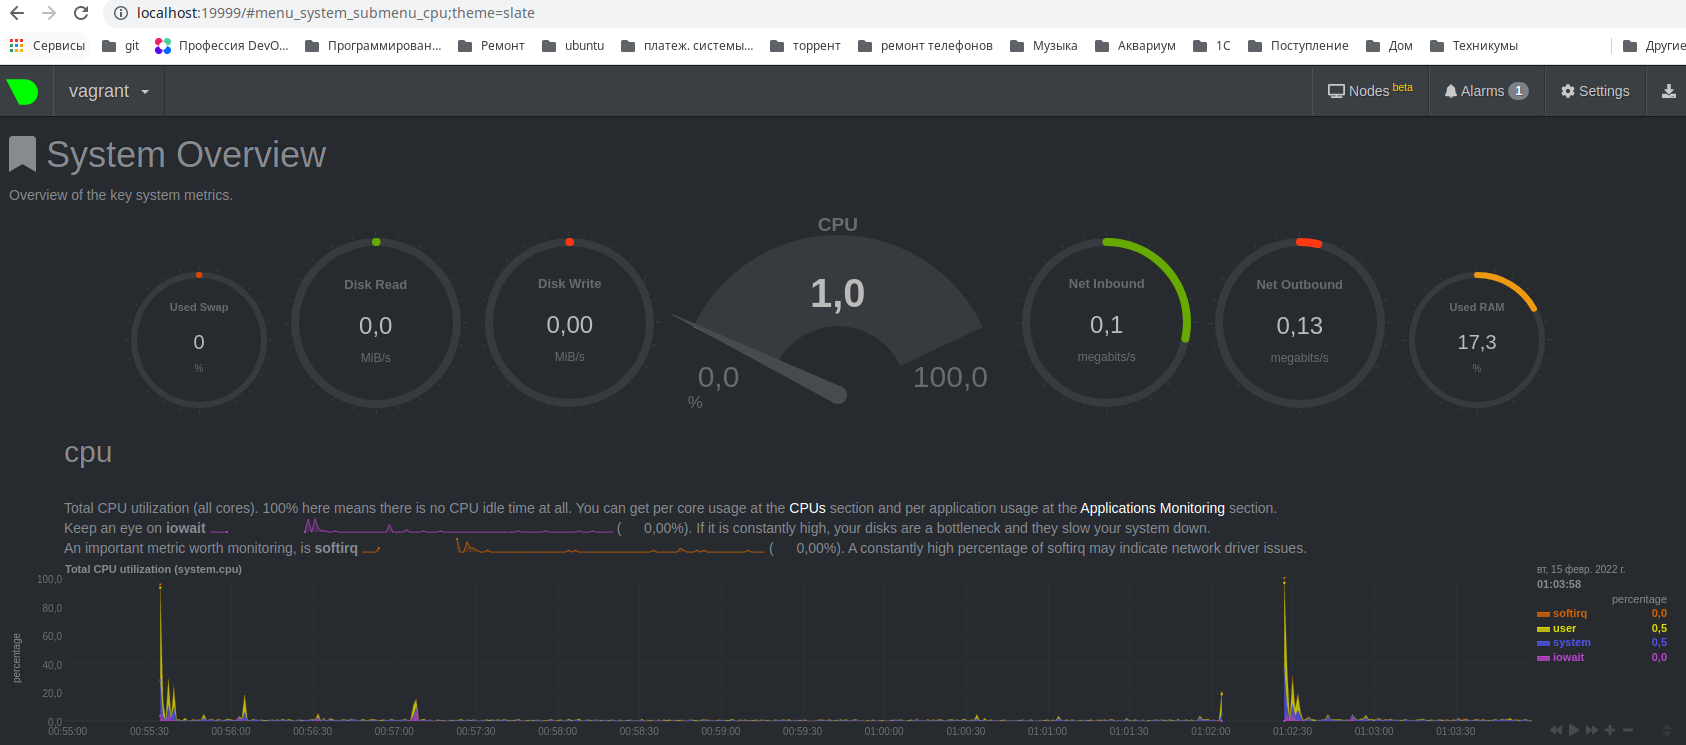 localhost:19999/#menu_system_submenu_cpu;theme=slate
Сервисы git Профессия DevO... Программирован... Ремонт ubuntu платеж. системы... торрент ремонт телефонов Музыка Аквариум 1С Поступление Дом Техникумы Другие
vagrant Nodes beta Alarms 1 Settings
System Overview
Overview of the key system metrics.
CPU
Used Swap
0
%
Disk Read
0,0
MiB/s
Disk Write
0,00
MiB/s
1,0
0,0 100,0
%
Net Inbound
0,1
megabits/s
Net Outbound
0,13
megabits/s
Used RAM
17,3
%
cpu
Total CPU utilization (all cores). 100% here means there is no CPU idle time at all. You can get per core usage at the CPUs section and per application usage at the Applications Monitoring section.
Keep an eye on iowait ( 0,00%). If it is constantly high, your disks are a bottleneck and they slow your system down.
An important metric worth monitoring, is softirq ( 0,00%). A constantly high percentage of softirq may indicate network driver issues.
Total CPU utilization (system.cpu)
вт, 15 февр. 2022 г.
01:03:58
percentage
softirq 0,0
user 0,5
system 0,5
iowait 0,0
percentage
100,0
80,0
60,0
40,0
20,0
0,0
00:55:00 00:55:30 00:56:00 00:56:30 00:57:00 00:57:30 00:58:00 00:58:30 00:59:00 00:59:30 01:00:00 01:00:30 01:01:00 01:01:30 01:02:00 01:02:30 01:03:00 01:03:30